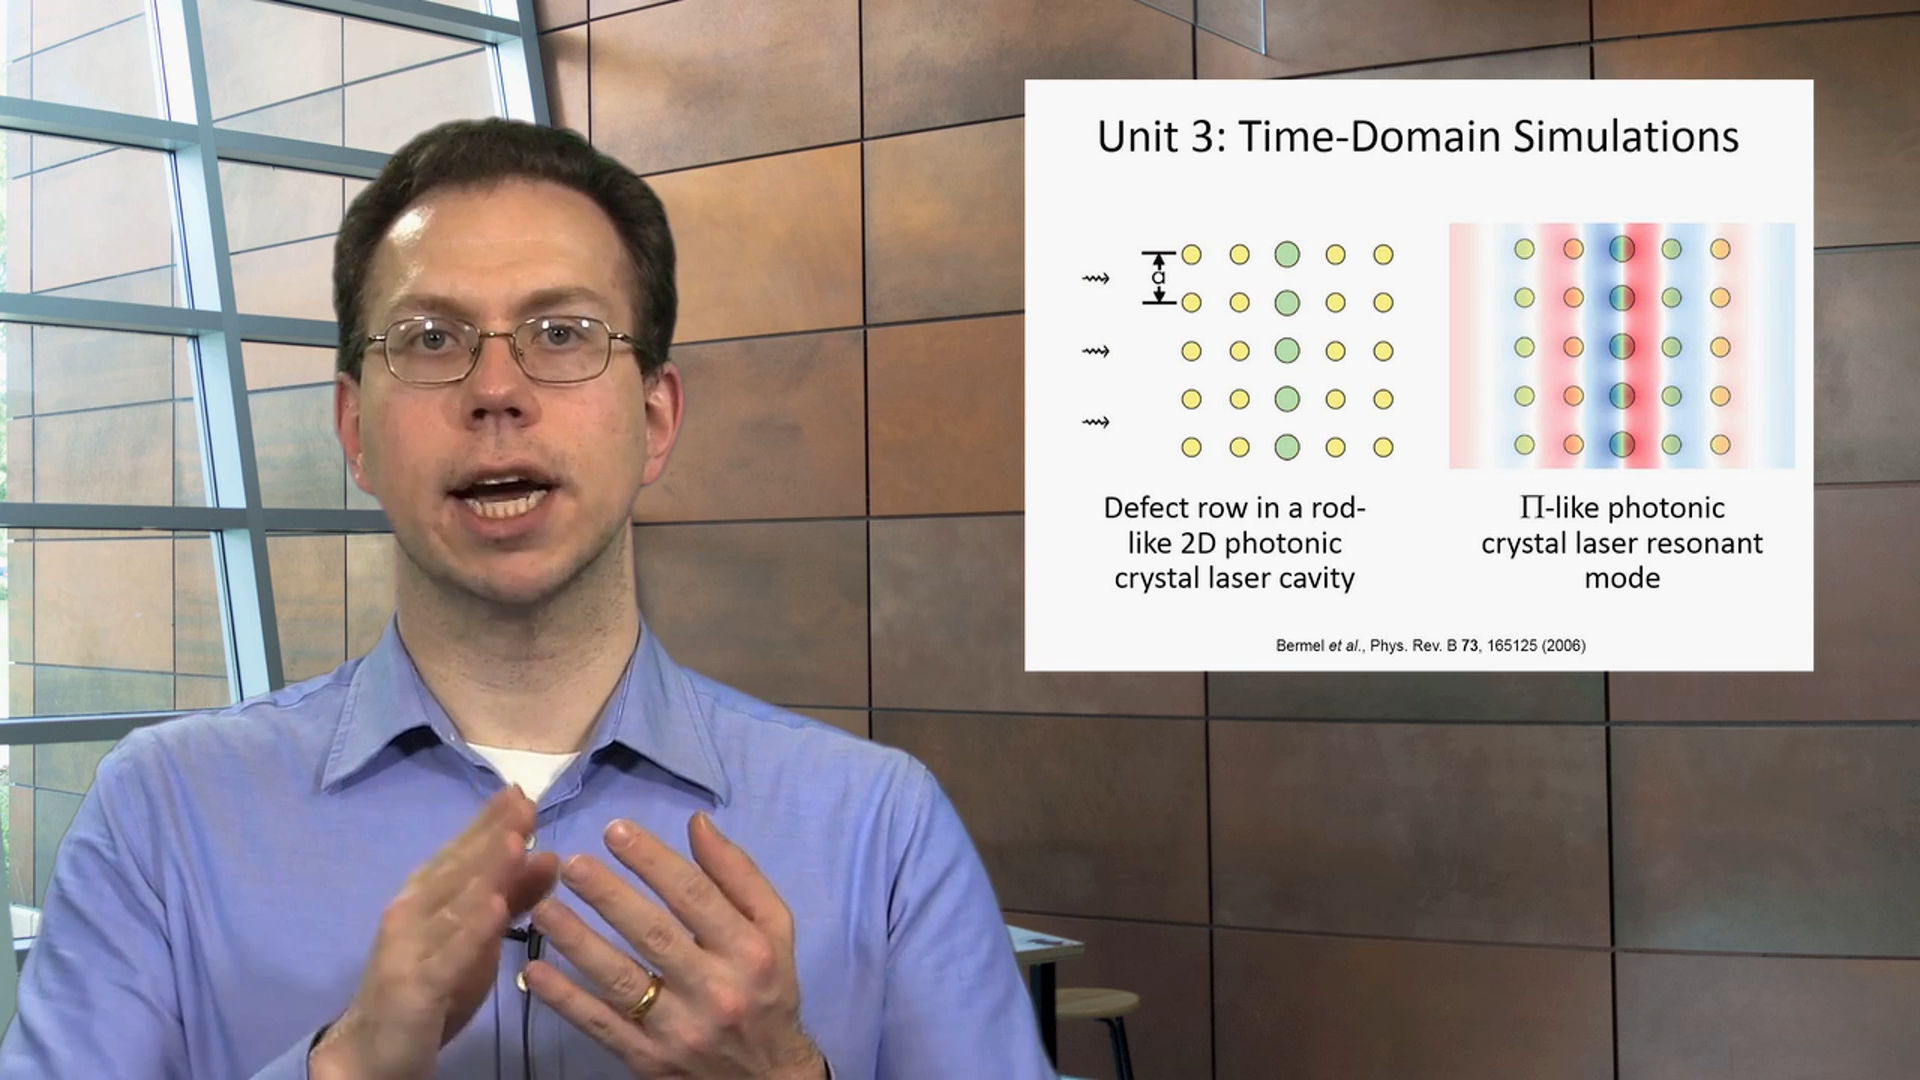 Unit 3: Time-Domain Simulations
a
Defect row in a rod-
like 2D photonic
crystal laser cavity
Π-like photonic
crystal laser resonant
mode
Bermel et al., Phys. Rev. B 73, 165125 (2006)